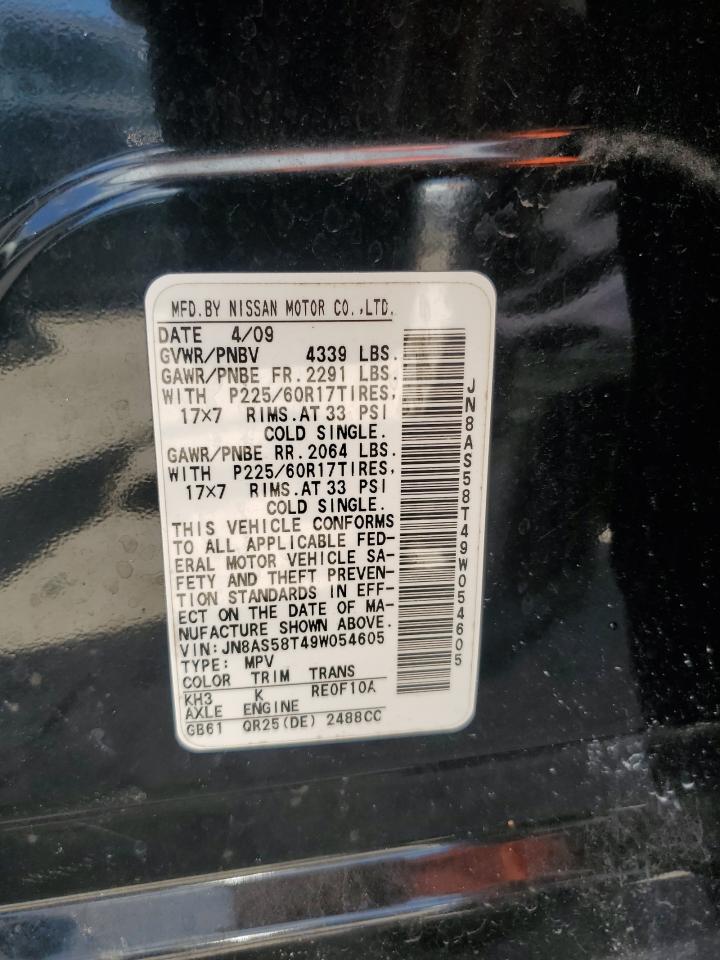 MFD.BY NISSAN MOTOR CO.,LTD.
DATE 4/09
GVWR/PNBV 4339 LBS.
GAWR/PNBE FR.2291 LBS.
WITH P225/60R17TIRES,
17×7 RIMS.AT 33 PSI
COLD SINGLE.
GAWR/PNBE RR.2064 LBS.
WITH P225/60R17TIRES,
17×7 RIMS.AT 33 PSI
COLD SINGLE.
THIS VEHICLE CONFORMS
TO ALL APPLICABLE FED-
ERAL MOTOR VEHICLE SA-
FETY AND THEFT PREVEN-
TION STANDARDS IN EFF-
ECT ON THE DATE OF MA-
NUFACTURE SHOWN ABOVE.
VIN:JN8AS58T49W054605
TYPE: MPV
COLOR TRIM TRANS
KH3 K RE0F10A
AXLE ENGINE
GB61 QR25(DE) 2488CC
JN8AS58T49W054605